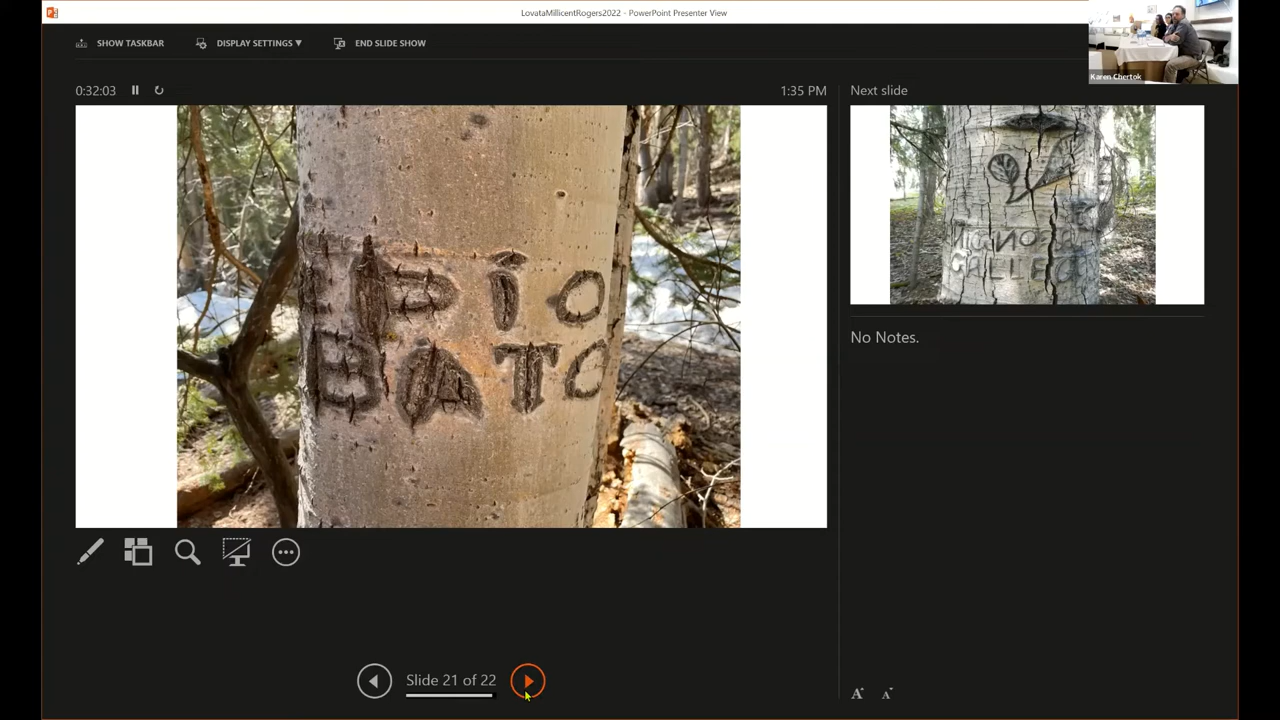 LovataMillicentRogers2022 - PowerPoint Presenter View
SHOW TASKBAR
DISPLAY SETTINGS ▼
END SLIDE SHOW
Karen Chertok
0:32:03
1:35 PM
Next slide
PiO
BATO
No Notes.
Slide 21 of 22
A
A